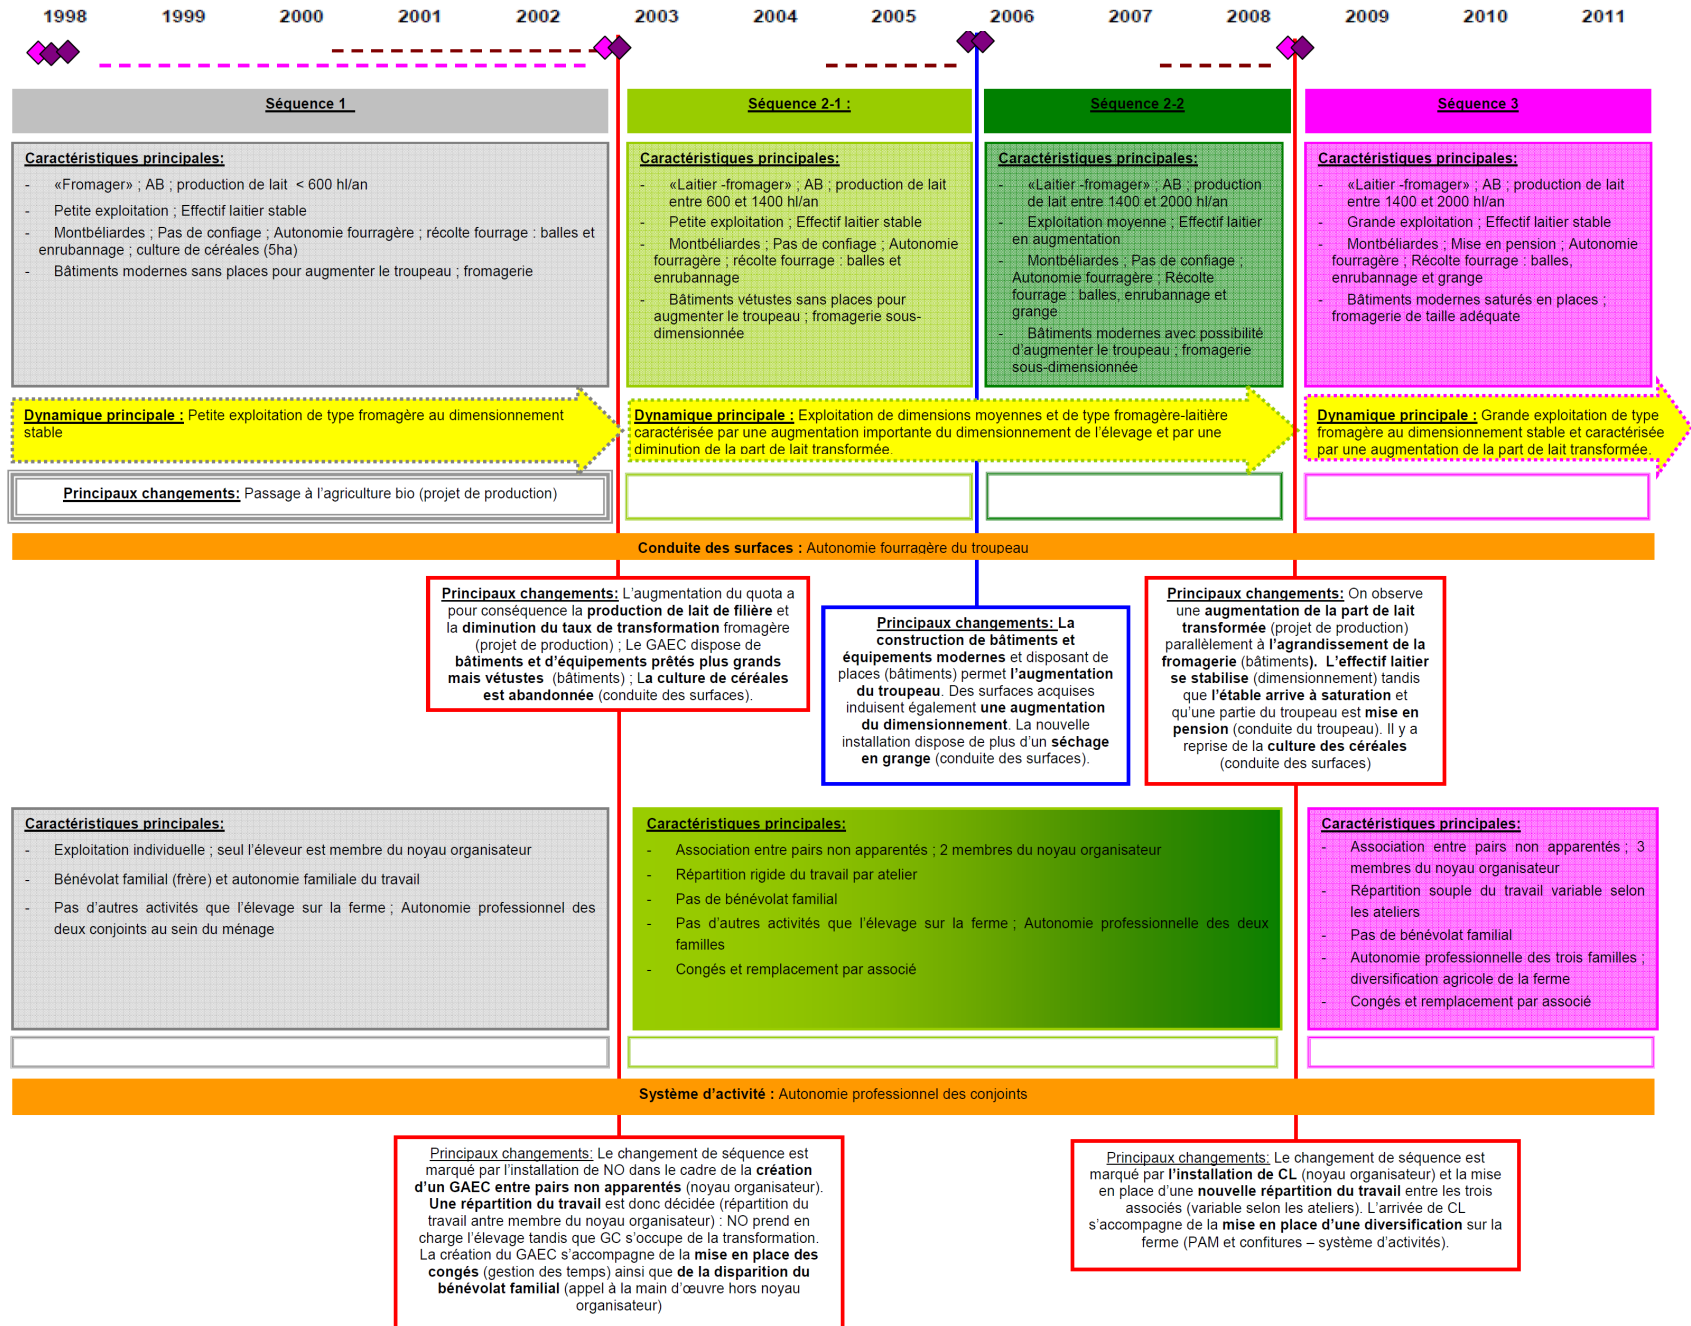 1998 1999 2000 2001 2002 2003 2004 2005 2006 2007 2008 2009 2010 2011
Séquence 1
Séquence 2-1 :
Séquence 2-2
Séquence 3
Caractéristiques principales:
- «Fromager» ; AB ; production de lait < 600 hl/an
- Petite exploitation ; Effectif laitier stable
- Montbéliardes ; Pas de confiage ; Autonomie fourragère ; récolte fourrage : balles et
enrubannage ; culture de céréales (5ha)
- Bâtiments modernes sans places pour augmenter le troupeau ; fromagerie
Caractéristiques principales:
- «Laitier -fromager» ; AB ; production de lait
entre 600 et 1400 hl/an
- Petite exploitation ; Effectif laitier stable
- Montbéliardes ; Pas de confiage ; Autonomie
fourragère ; récolte fourrage : balles et
enrubannage
- Bâtiments vétustes sans places pour
augmenter le troupeau ; fromagerie sous-
dimensionnée
Caractéristiques principales:
- «Laitier -fromager» ; AB ; production
de lait entre 1400 et 2000 hl/an
- Exploitation moyenne ; Effectif laitier
en augmentation
- Montbéliardes ; Pas de confiage ;
Autonomie fourragère ; Récolte
fourrage : balles, enrubannage et
grange
- Bâtiments modernes avec possibilité
d'augmenter le troupeau ; fromagerie
sous-dimensionnée
Caractéristiques principales:
- «Laitier -fromager» ; AB ; production de lait
entre 1400 et 2000 hl/an
- Grande exploitation ; Effectif laitier stable
- Montbéliardes ; Mise en pension ; Autonomie
fourragère ; Récolte fourrage : balles,
enrubannage et grange
- Bâtiments modernes saturés en places ;
fromagerie de taille adéquate
Dynamique principale : Petite exploitation de type fromagère au dimensionnement
stable
Dynamique principale : Exploitation de dimensions moyennes et de type fromagère-laitière
caractérisée par une augmentation importante du dimensionnement de l'élevage et par une
diminution de la part de lait transformée.
Dynamique principale : Grande exploitation de type
fromagère au dimensionnement stable et caractérisée
par une augmentation de la part de lait transformée.
Principaux changements: Passage à l'agriculture bio (projet de production)
Conduite des surfaces : Autonomie fourragère du troupeau
Principaux changements: L'augmentation du quota a
pour conséquence la production de lait de filière et
la diminution du taux de transformation fromagère
(projet de production) ; Le GAEC dispose de
bâtiments et d'équipements prêtés plus grands
mais vétustes (bâtiments) ; La culture de céréales
est abandonnée (conduite des surfaces).
Principaux changements: La
construction de bâtiments et
équipements modernes et disposant de
places (bâtiments) permet l'augmentation
du troupeau. Des surfaces acquises
induisent également une augmentation
du dimensionnement. La nouvelle
installation dispose de plus d'un séchage
en grange (conduite des surfaces).
Principaux changements: On observe
une augmentation de la part de lait
transformée (projet de production)
parallèlement à l'agrandissement de la
fromagerie (bâtiments). L'effectif laitier
se stabilise (dimensionnement) tandis
que l'étable arrive à saturation et
qu'une partie du troupeau est mise en
pension (conduite du troupeau). Il y a
reprise de la culture des céréales
(conduite des surfaces)
Caractéristiques principales:
- Exploitation individuelle ; seul l'éleveur est membre du noyau organisateur
- Bénévolat familial (frère) et autonomie familiale du travail
- Pas d'autres activités que l'élevage sur la ferme ; Autonomie professionnel des
deux conjoints au sein du ménage
Caractéristiques principales:
- Association entre pairs non apparentés ; 2 membres du noyau organisateur
- Répartition rigide du travail par atelier
- Pas de bénévolat familial
- Pas d'autres activités que l'élevage sur la ferme ; Autonomie professionnelle des deux
familles
- Congés et remplacement par associé
Caractéristiques principales:
- Association entre pairs non apparentés ; 3
membres du noyau organisateur
- Répartition souple du travail variable selon
les ateliers
- Pas de bénévolat familial
- Autonomie professionnelle des trois familles ;
diversification agricole de la ferme
- Congés et remplacement par associé
Système d'activité : Autonomie professionnel des conjoints
Principaux changements: Le changement de séquence est
marqué par l'installation de NO dans le cadre de la création
d'un GAEC entre pairs non apparentés (noyau organisateur).
Une répartition du travail est donc décidée (répartition du
travail antre membre du noyau organisateur) : NO prend en
charge l'élevage tandis que GC s'occupe de la transformation.
La création du GAEC s'accompagne de la mise en place des
congés (gestion des temps) ainsi que de la disparition du
bénévolat familial (appel à la main d'œuvre hors noyau
organisateur)
Principaux changements: Le changement de séquence est
marqué par l'installation de CL (noyau organisateur) et la mise
en place d'une nouvelle répartition du travail entre les trois
associés (variable selon les ateliers). L'arrivée de CL
s'accompagne de la mise en place d'une diversification sur la
ferme (PAM et confitures – système d'activités).